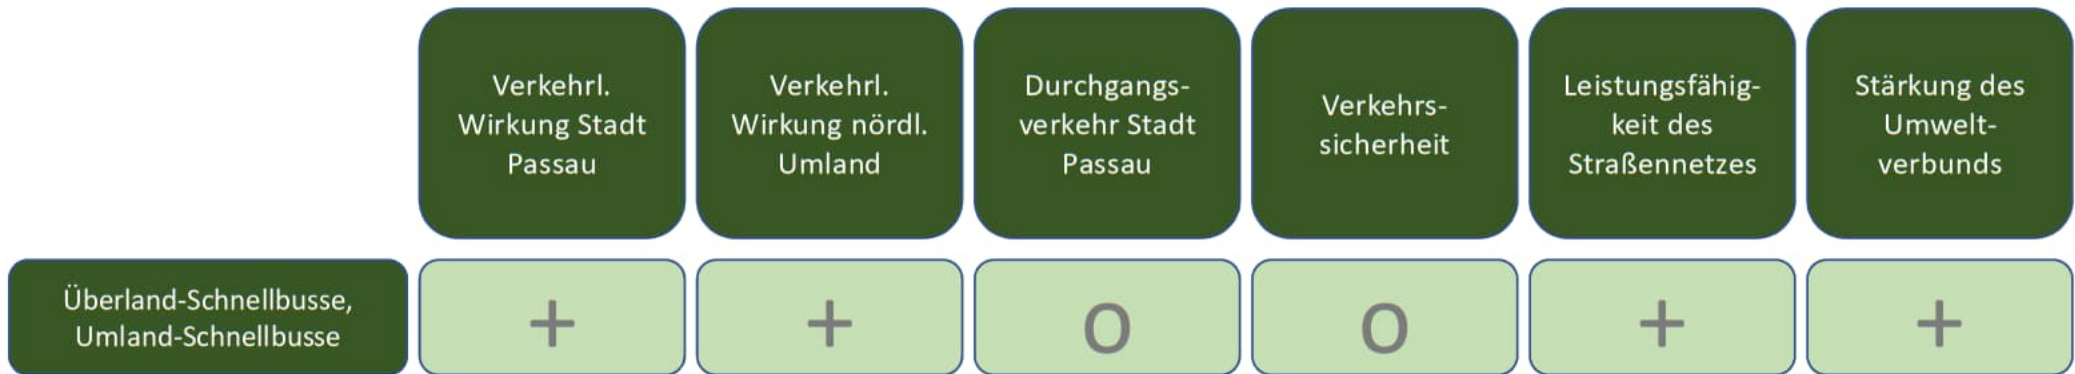 Verkehrl.
Wirkung Stadt
Passau
Verkehrl.
Wirkung nördl.
Umland
Durchgangs-
verkehr Stadt
Passau
Verkehrs-
sicherheit
Leistungsfähig-
keit des
Straßennetzes
Stärkung des
Umwelt-
verbunds
Überland-Schnellbusse,
Umland-Schnellbusse
+
+
o
o
+
+